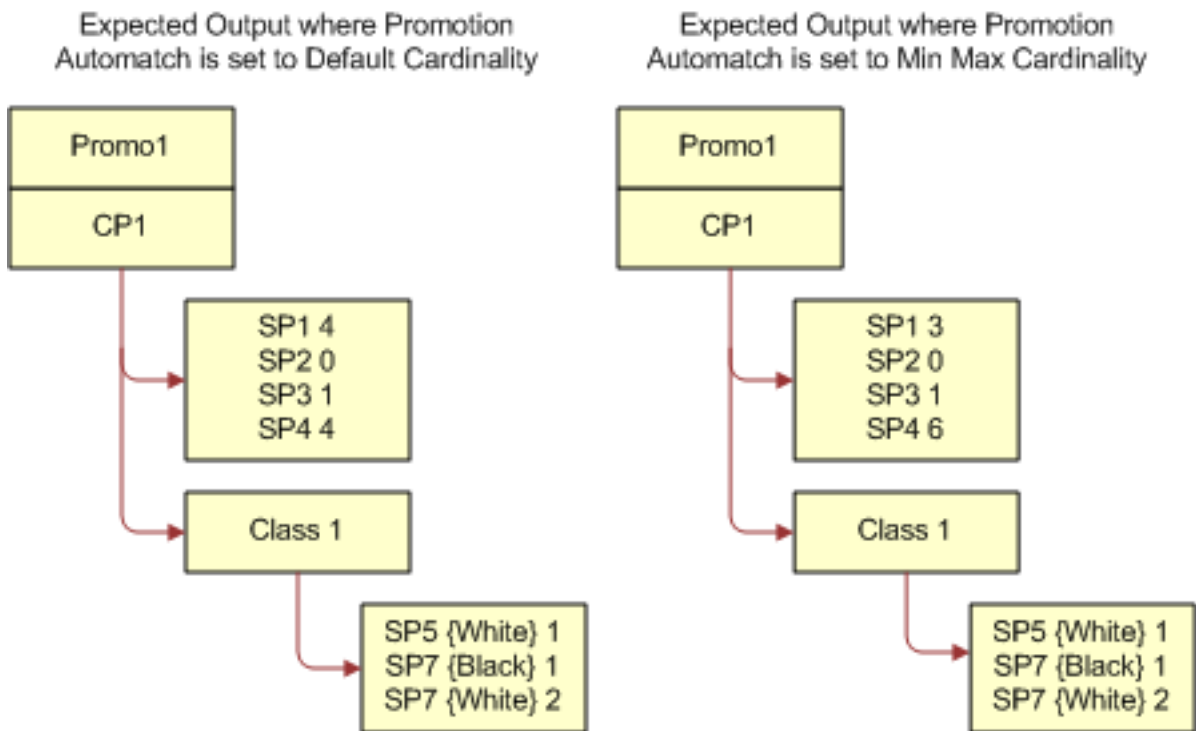 Expected Output where Promotion
Automatch is set to Default Cardinality
Promo1
CP1
SP1 4
SP2 0
SP3 1
SP4 4
Class 1
SP5 {White} 1
SP7 {Black} 1
SP7 {White} 2
Expected Output where Promotion
Automatch is set to Min Max Cardinality
Promo1
CP1
SP1 3
SP2 0
SP3 1
SP4 6
Class 1
SP5 {White} 1
SP7 {Black} 1
SP7 {White} 2